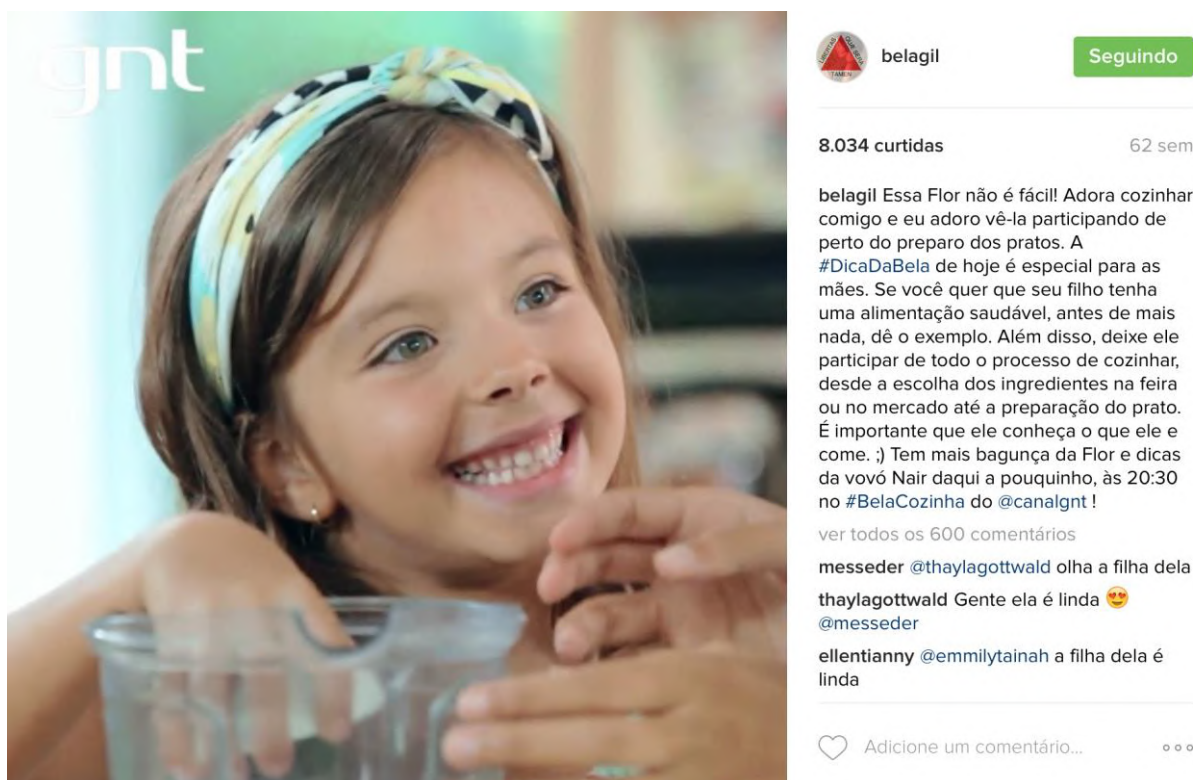 gnt
belagil
Seguindo
8.034 curtidas
62 sem
belagil Essa Flor não é fácil! Adora cozinhar
comigo e eu adoro vê-la participando de
perto do preparo dos pratos. A
#DicaDaBela de hoje é especial para as
mães. Se você quer que seu filho tenha
uma alimentação saudável, antes de mais
nada, dê o exemplo. Além disso, deixe ele
participar de todo o processo de cozinhar,
desde a escolha dos ingredientes na feira
ou no mercado até a preparação do prato.
É importante que ele conheça o que ele e
come. ;) Tem mais bagunça da Flor e dicas
da vovó Nair daqui a pouquinho, às 20:30
no #BelaCozinha do @canalgnt !
ver todos os 600 comentários
messeder @thaylagottwald olha a filha dela
thaylagottwald Gente ela é linda 😍
@messeder
ellentianny @emmilytainah a filha dela é
linda
Adicione um comentário...